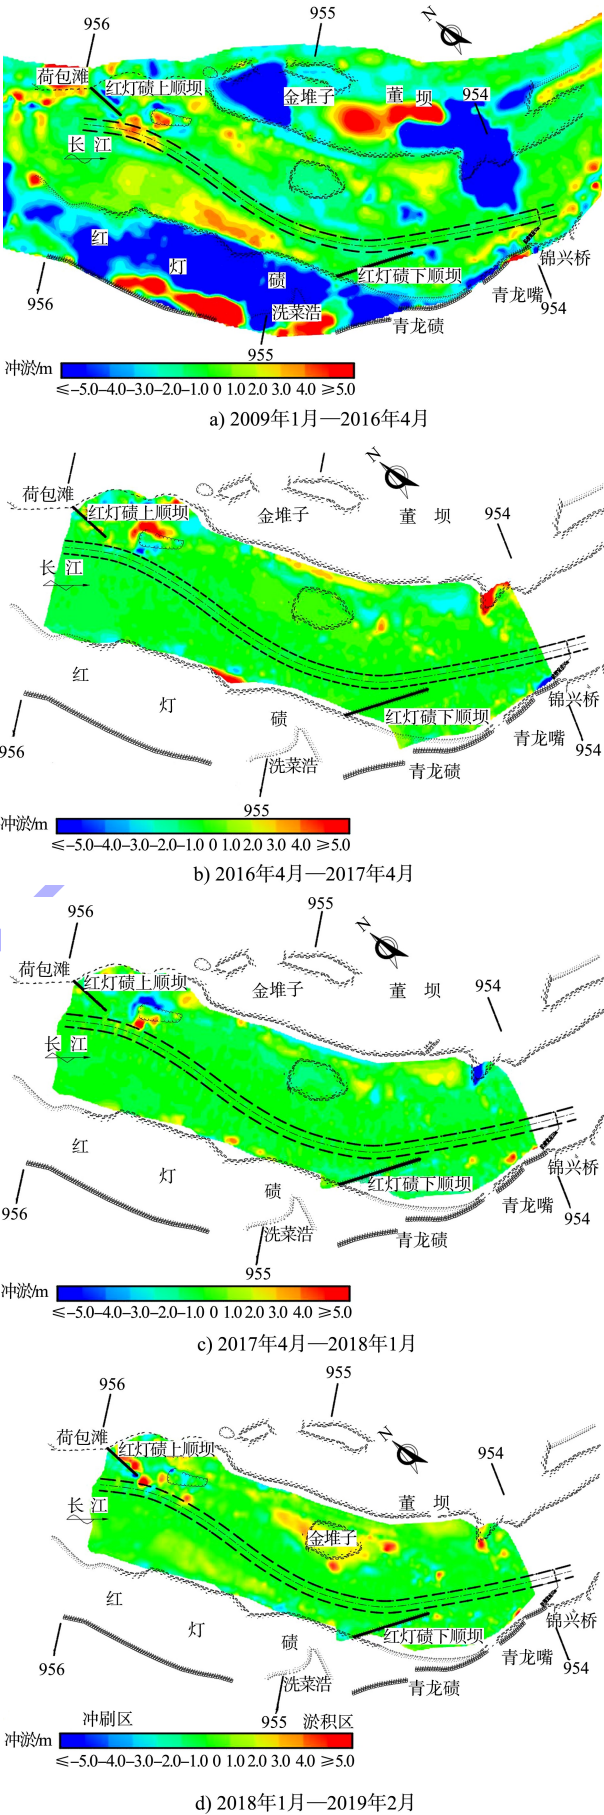 955
956
N
荷包滩
红灯碛上顺坝
金堆子
董 坝
954
长 江
红
灯
碛
锦兴桥
红灯碛下顺坝
青龙嘴
956
洗菜浩
青龙碛
954
955
冲淤/m
≤-5.0 -4.0 -3.0 -2.0 -1.0 0 1.0 2.0 3.0 4.0 ≥5.0
a) 2009年1月—2016年4月
N
荷包滩
红灯碛上顺坝
金堆子
董 坝
954
长 江
红
灯
碛
锦兴桥
红灯碛下顺坝
青龙嘴
956
洗菜浩
青龙碛
954
955
冲淤/m
≤-5.0 -4.0 -3.0 -2.0 -1.0 0 1.0 2.0 3.0 4.0 ≥5.0
b) 2016年4月—2017年4月
955
956
N
荷包滩
红灯碛上顺坝
金堆子
董 坝
954
长 江
红
灯
碛
锦兴桥
红灯碛下顺坝
青龙嘴
956
洗菜浩
青龙碛
954
955
冲淤/m
≤-5.0 -4.0 -3.0 -2.0 -1.0 0 1.0 2.0 3.0 4.0 ≥5.0
c) 2017年4月—2018年1月
955
956
N
荷包滩
红灯碛上顺坝
954
董 坝
长 江
金堆子
红
灯
碛
锦兴桥
红灯碛下顺坝
青龙嘴
956
洗菜浩
青龙碛
954
955
冲刷区
淤积区
冲淤/m
≤-5.0 -4.0 -3.0 -2.0 -1.0 0 1.0 2.0 3.0 4.0 ≥5.0
d) 2018年1月—2019年2月